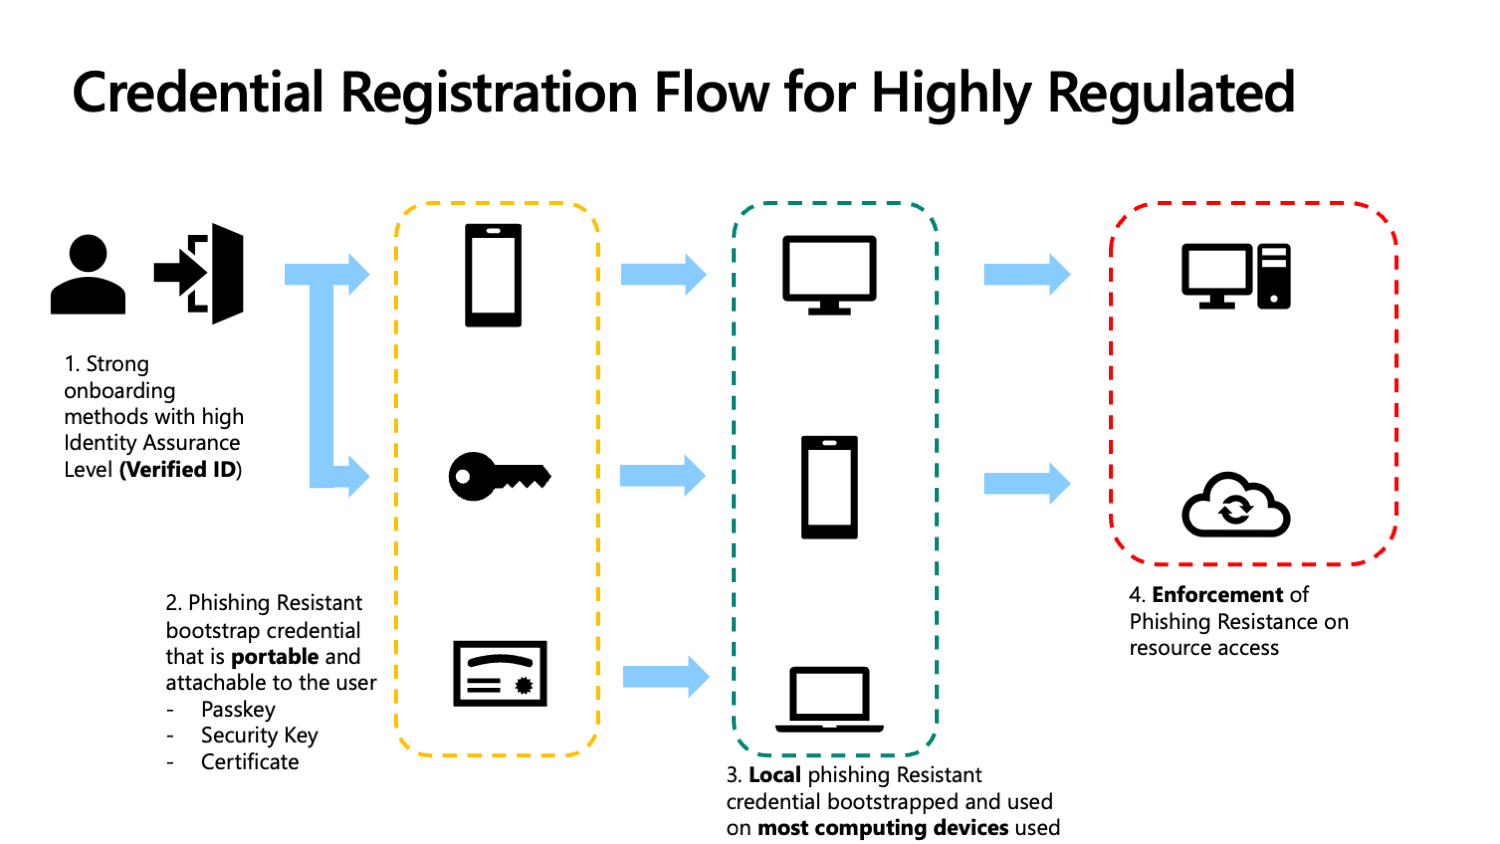 Credential Registration Flow for Highly Regulated
1. Strong
onboarding
methods with high
Identity Assurance
Level (Verified ID)
2. Phishing Resistant
bootstrap credential
that is portable and
attachable to the user
- Passkey
- Security Key
- Certificate
3. Local phishing Resistant
credential bootstrapped and used
on most computing devices used
4. Enforcement of
Phishing Resistance on
resource access